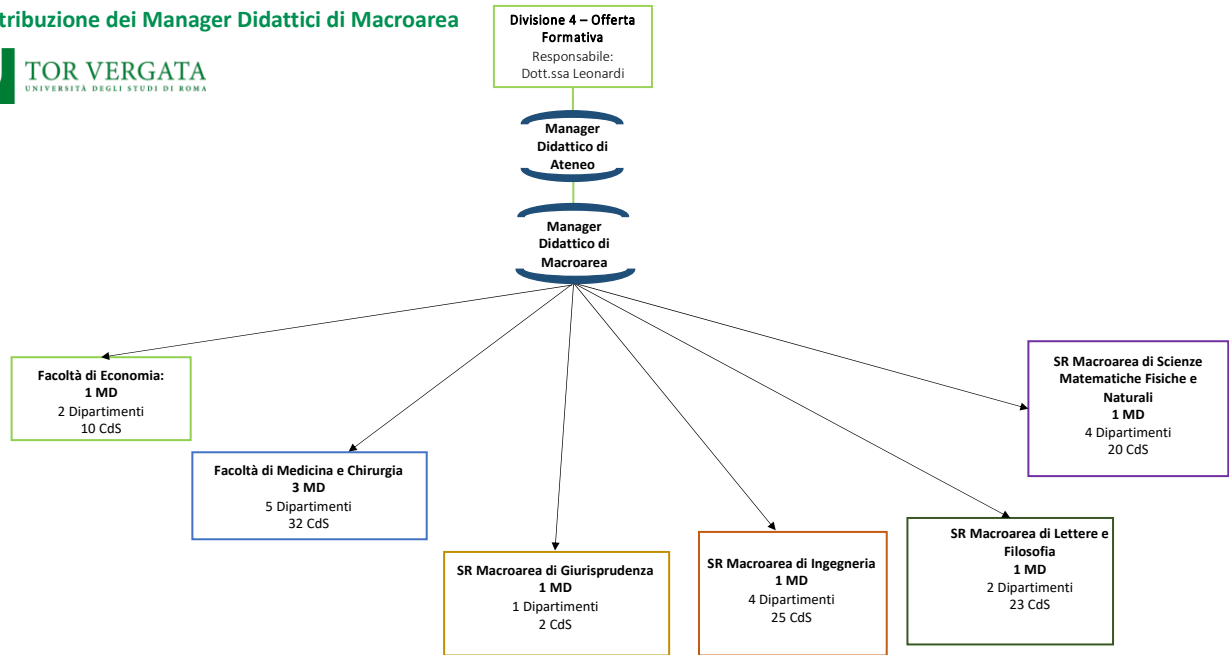 tribuzione dei Manager Didattici di Macroarea
TOR VERGATA
UNIVERSITÀ DEGLI STUDI DI ROMA
Divisione 4 – Offerta
Formativa
Responsabile:
Dott.ssa Leonardi
Manager
Didattico di
Ateneo
Manager
Didattico di
Macroarea
Facoltà di Economia:
1 MD
2 Dipartimenti
10 CdS
Facoltà di Medicina e Chirurgia
3 MD
5 Dipartimenti
32 CdS
SR Macroarea di Giurisprudenza
1 MD
1 Dipartimenti
2 CdS
SR Macroarea di Ingegneria
1 MD
4 Dipartimenti
25 CdS
SR Macroarea di Lettere e
Filosofia
1 MD
2 Dipartimenti
23 CdS
SR Macroarea di Scienze
Matematiche Fisiche e
Naturali
1 MD
4 Dipartimenti
20 CdS